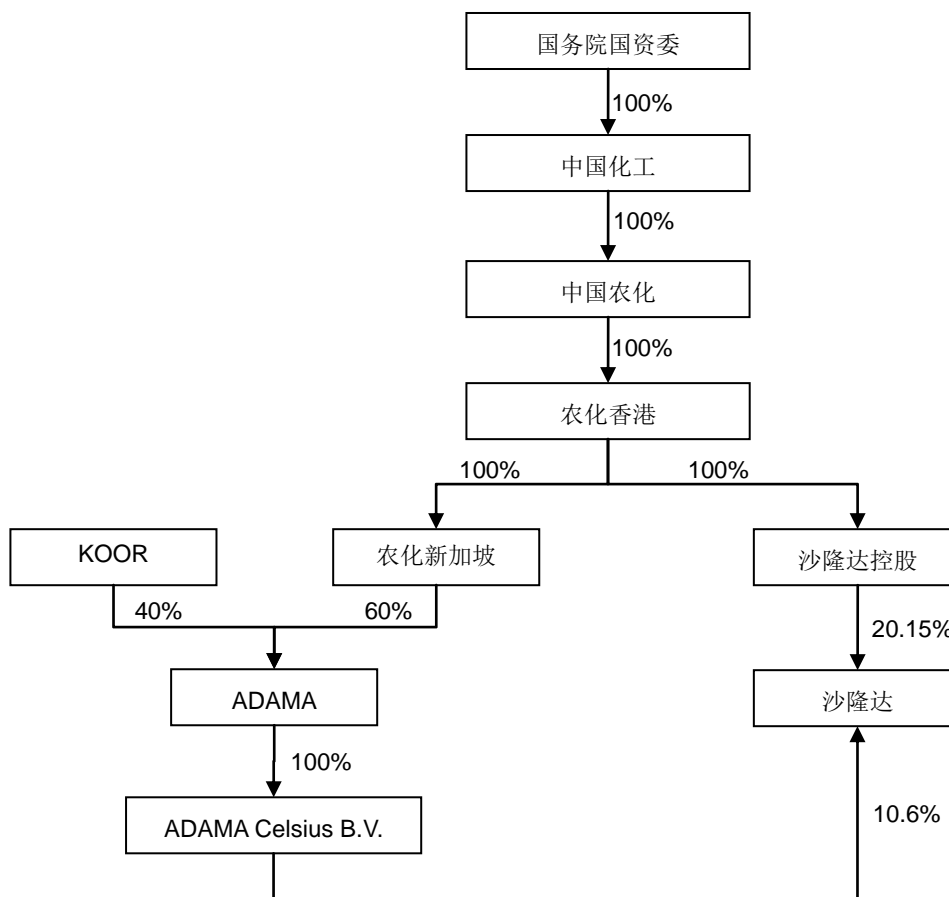 国务院国资委
100%
中国化工
100%
中国农化
100%
农化香港
100%
100%
KOOR
农化新加坡
沙隆达控股
40%
60%
20.15%
ADAMA
沙隆达
100%
ADAMA Celsius B.V.
10.6%